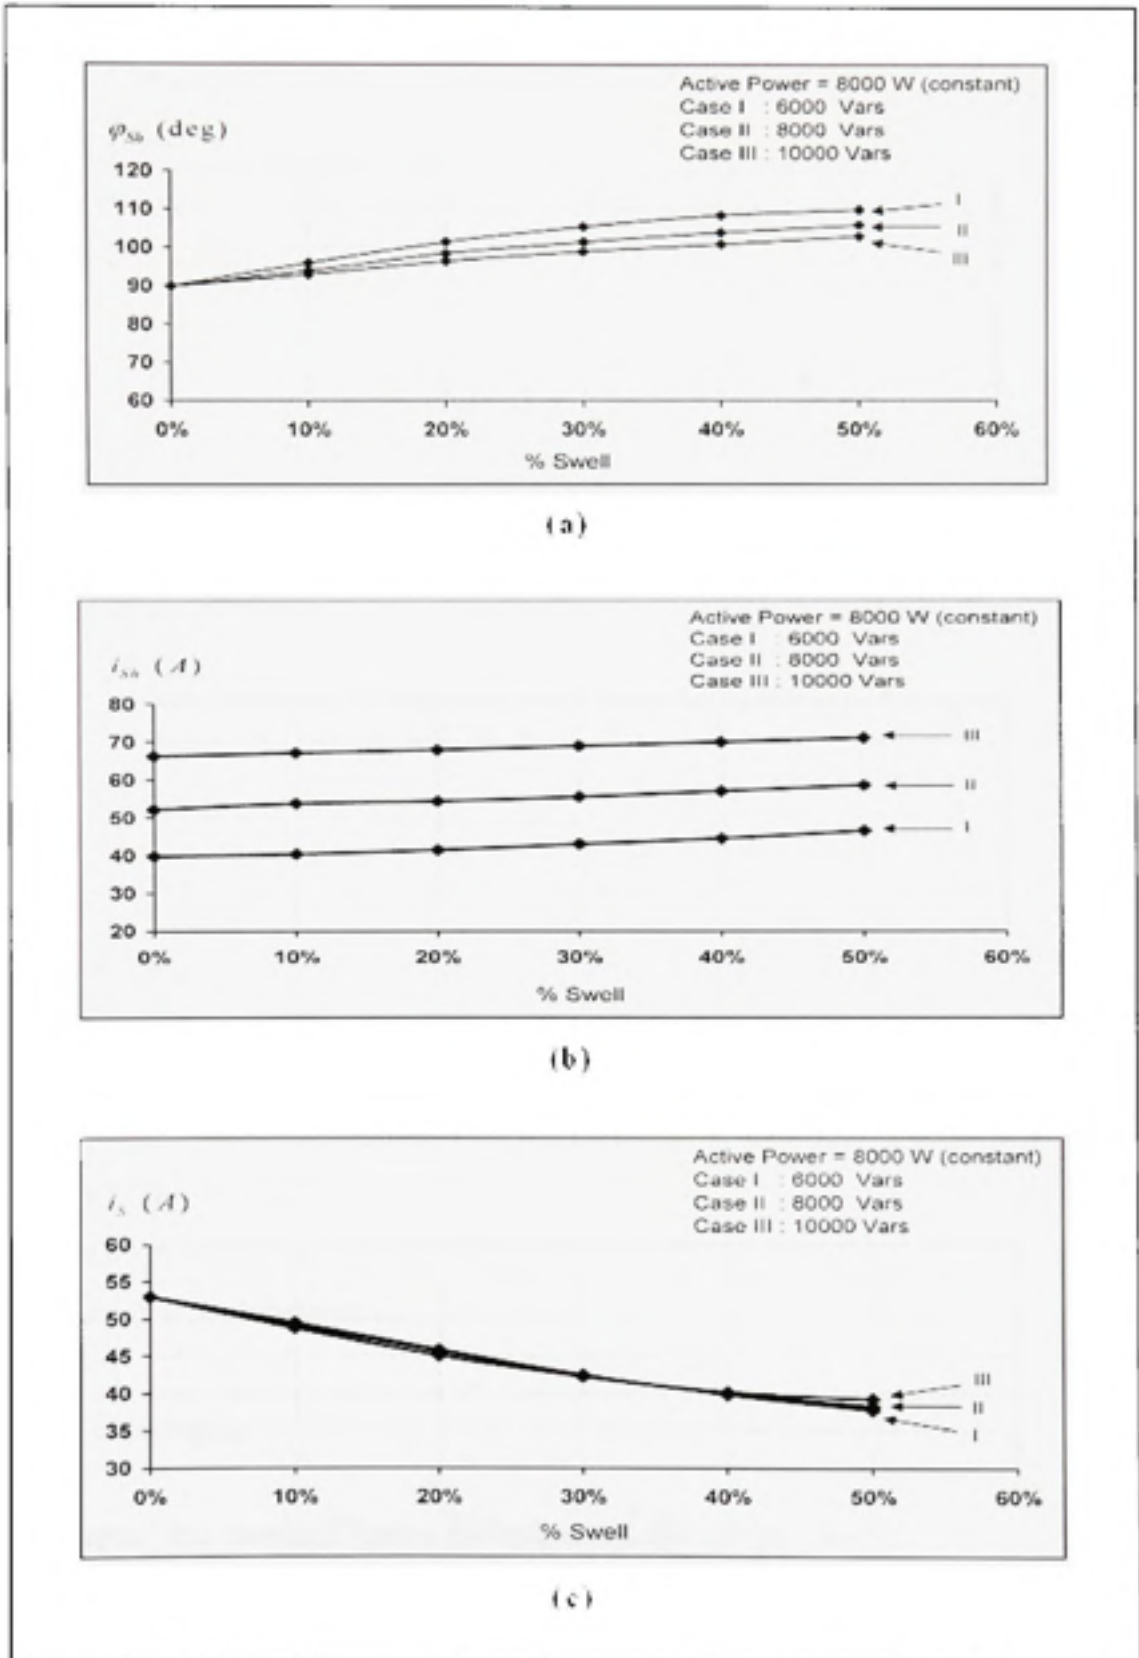 Active Power = 8000 W (constant)
Case I : 6000 Vars
Case II : 8000 Vars
Case III : 10000 Vars
φSh (deg)
120
110
100
90
80
70
60
0% 10% 20% 30% 40% 50% 60%
% Swell
I
II
III
(a)
Active Power = 8000 W (constant)
Case I : 6000 Vars
Case II : 8000 Vars
Case III : 10000 Vars
iSh (A)
80
70
60
50
40
30
20
0% 10% 20% 30% 40% 50% 60%
% Swell
III
II
I
(b)
Active Power = 8000 W (constant)
Case I : 6000 Vars
Case II : 8000 Vars
Case III : 10000 Vars
iS (A)
60
55
50
45
40
35
30
0% 10% 20% 30% 40% 50% 60%
% Swell
III
II
I
(c)